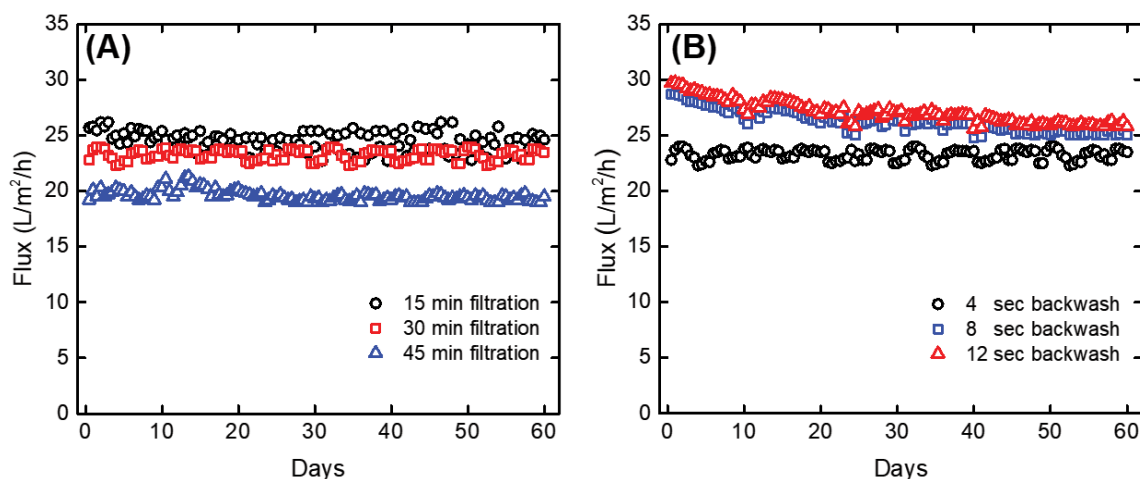 (A)
35
30
25
20
15
10
5
0
Flux (L/m²/h)
15 min filtration
30 min filtration
45 min filtration
0 10 20 30 40 50 60
Days
(B)
35
30
25
20
15
10
5
0
Flux (L/m²/h)
4 sec backwash
8 sec backwash
12 sec backwash
0 10 20 30 40 50 60
Days